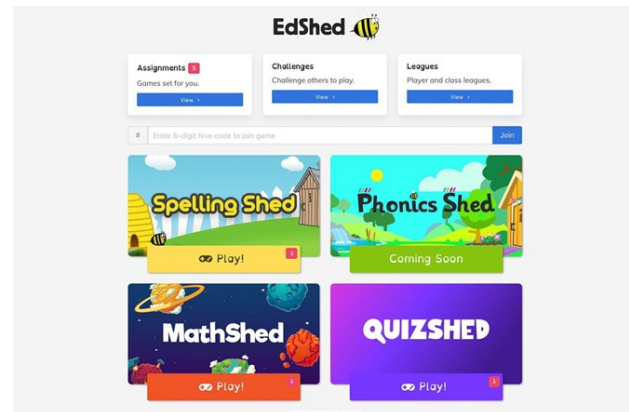 EdShed
Assignments 5
Games set for you.
View ›
Challenges
Challenge others to play.
View ›
Leagues
Player and class leagues.
View ›
# Enter 6-digit hive code to join game
Join
Spelling Shed
Play! 3
Phonics Shed
Coming Soon
MathShed
Play! 1
QUIZSHED
Play! 1